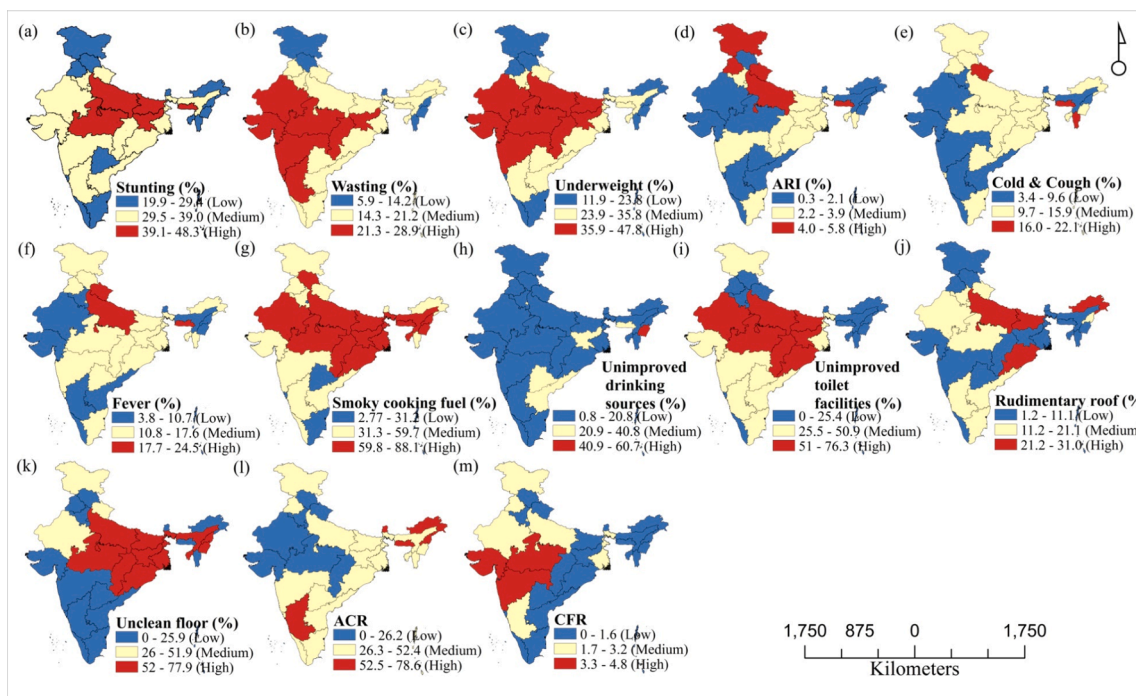 (a)
(b)
(c)
(d)
(e)
Stunting (%)
19.9 - 29.4 (Low)
29.5 - 39.0 (Medium)
39.1 - 48.3 (High)
Wasting (%)
5.9 - 14.2 (Low)
14.3 - 21.2 (Medium)
21.3 - 28.9 (High)
Underweight (%)
11.9 - 23.8 (Low)
23.9 - 35.8 (Medium)
35.9 - 47.8 (High)
ARI (%)
0.3 - 2.1 (Low)
2.2 - 3.9 (Medium)
4.0 - 5.8 (High)
Cold & Cough (%)
3.4 - 9.6 (Low)
9.7 - 15.9 (Medium)
16.0 - 22.1 (High)
(f)
(g)
(h)
(i)
(j)
Fever (%)
3.8 - 10.7 (Low)
10.8 - 17.6 (Medium)
17.7 - 24.5 (High)
Smoky cooking fuel (%)
2.77 - 31.2 (Low)
31.3 - 59.7 (Medium)
59.8 - 88.1 (High)
Unimproved
drinking
sources (%)
0.8 - 20.8 (Low)
20.9 - 40.8 (Medium)
40.9 - 60.7 (High)
Unimproved
toilet
facilities (%)
0 - 25.4 (Low)
25.5 - 50.9 (Medium)
51 - 76.3 (High)
Rudimentary roof (%)
1.2 - 11.1 (Low)
11.2 - 21.1 (Medium)
21.2 - 31.0 (High)
(k)
(l)
(m)
Unclean floor (%)
0 - 25.9 (Low)
26 - 51.9 (Medium)
52 - 77.9 (High)
ACR
0 - 26.2 (Low)
26.3 - 52.4 (Medium)
52.5 - 78.6 (High)
CFR
0 - 1.6 (Low)
1.7 - 3.2 (Medium)
3.3 - 4.8 (High)
1,750 875 0 1,750
Kilometers